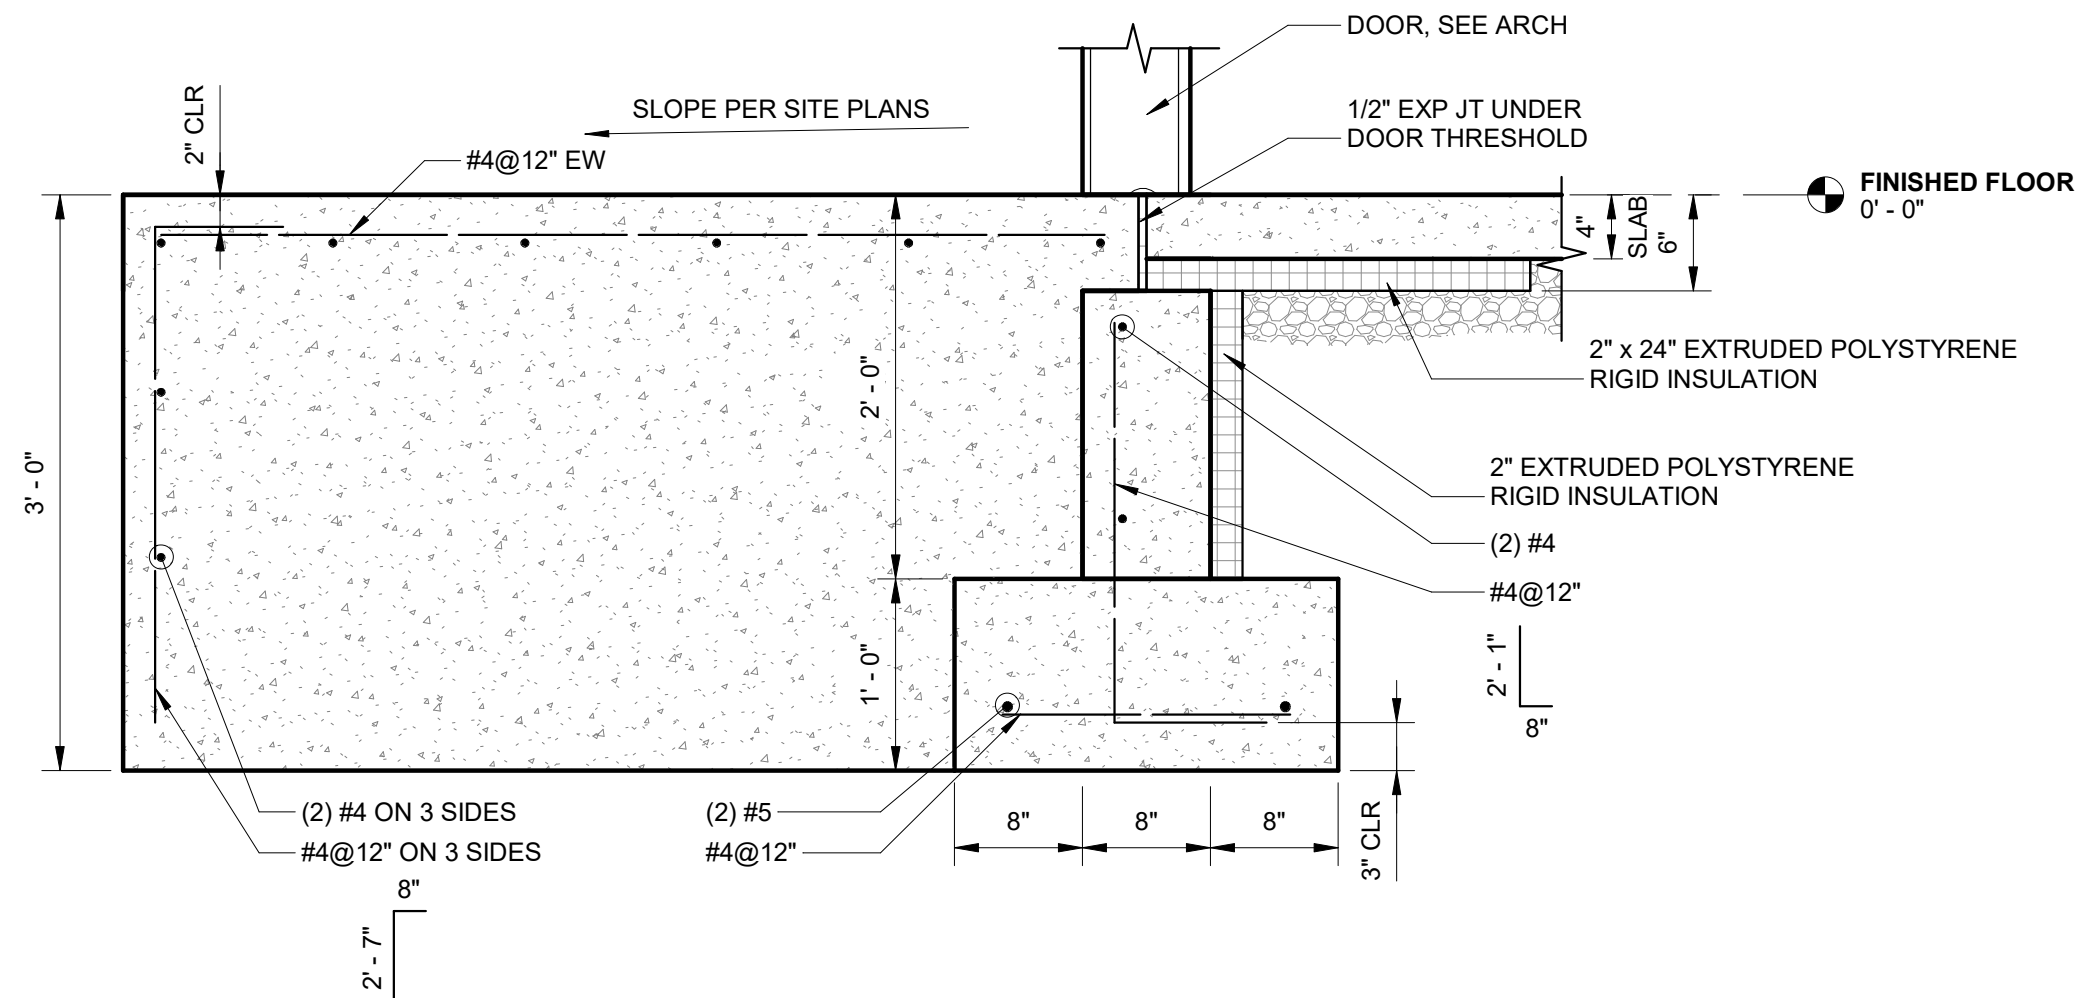 DOOR, SEE ARCH
2" CLR
SLOPE PER SITE PLANS
1/2" EXP JT UNDER
DOOR THRESHOLD
#4@12" EW
FINISHED FLOOR
0' - 0"
4"
SLAB
6"
2" x 24" EXTRUDED POLYSTYRENE
RIGID INSULATION
2' - 0"
3' - 0"
2" EXTRUDED POLYSTYRENE
RIGID INSULATION
(2) #4
#4@12"
1' - 0"
2' - 1"
8"
(2) #4 ON 3 SIDES
#4@12" ON 3 SIDES
(2) #5
#4@12"
8"
8"
8"
3" CLR
8"
2' - 7"